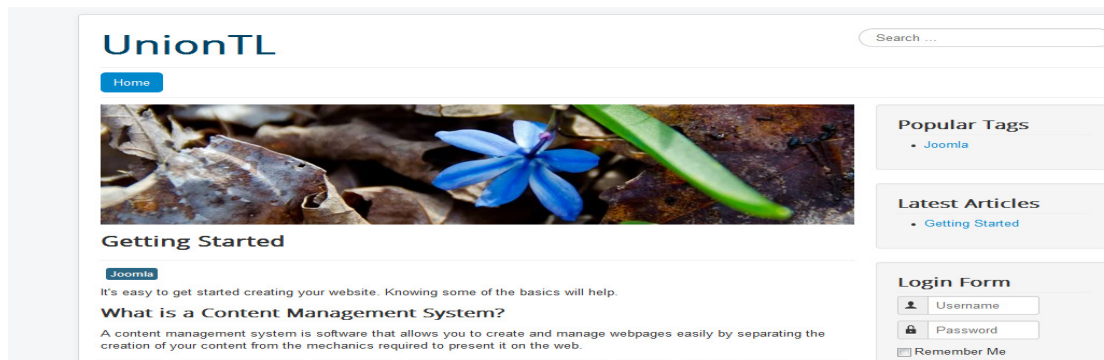 UnionTL
Search ...
Home
Getting Started
Joomla
It's easy to get started creating your website. Knowing some of the basics will help.
What is a Content Management System?
A content management system is software that allows you to create and manage webpages easily by separating the
creation of your content from the mechanics required to present it on the web.
Popular Tags
Joomla
Latest Articles
Getting Started
Login Form
Username
Password
Remember Me